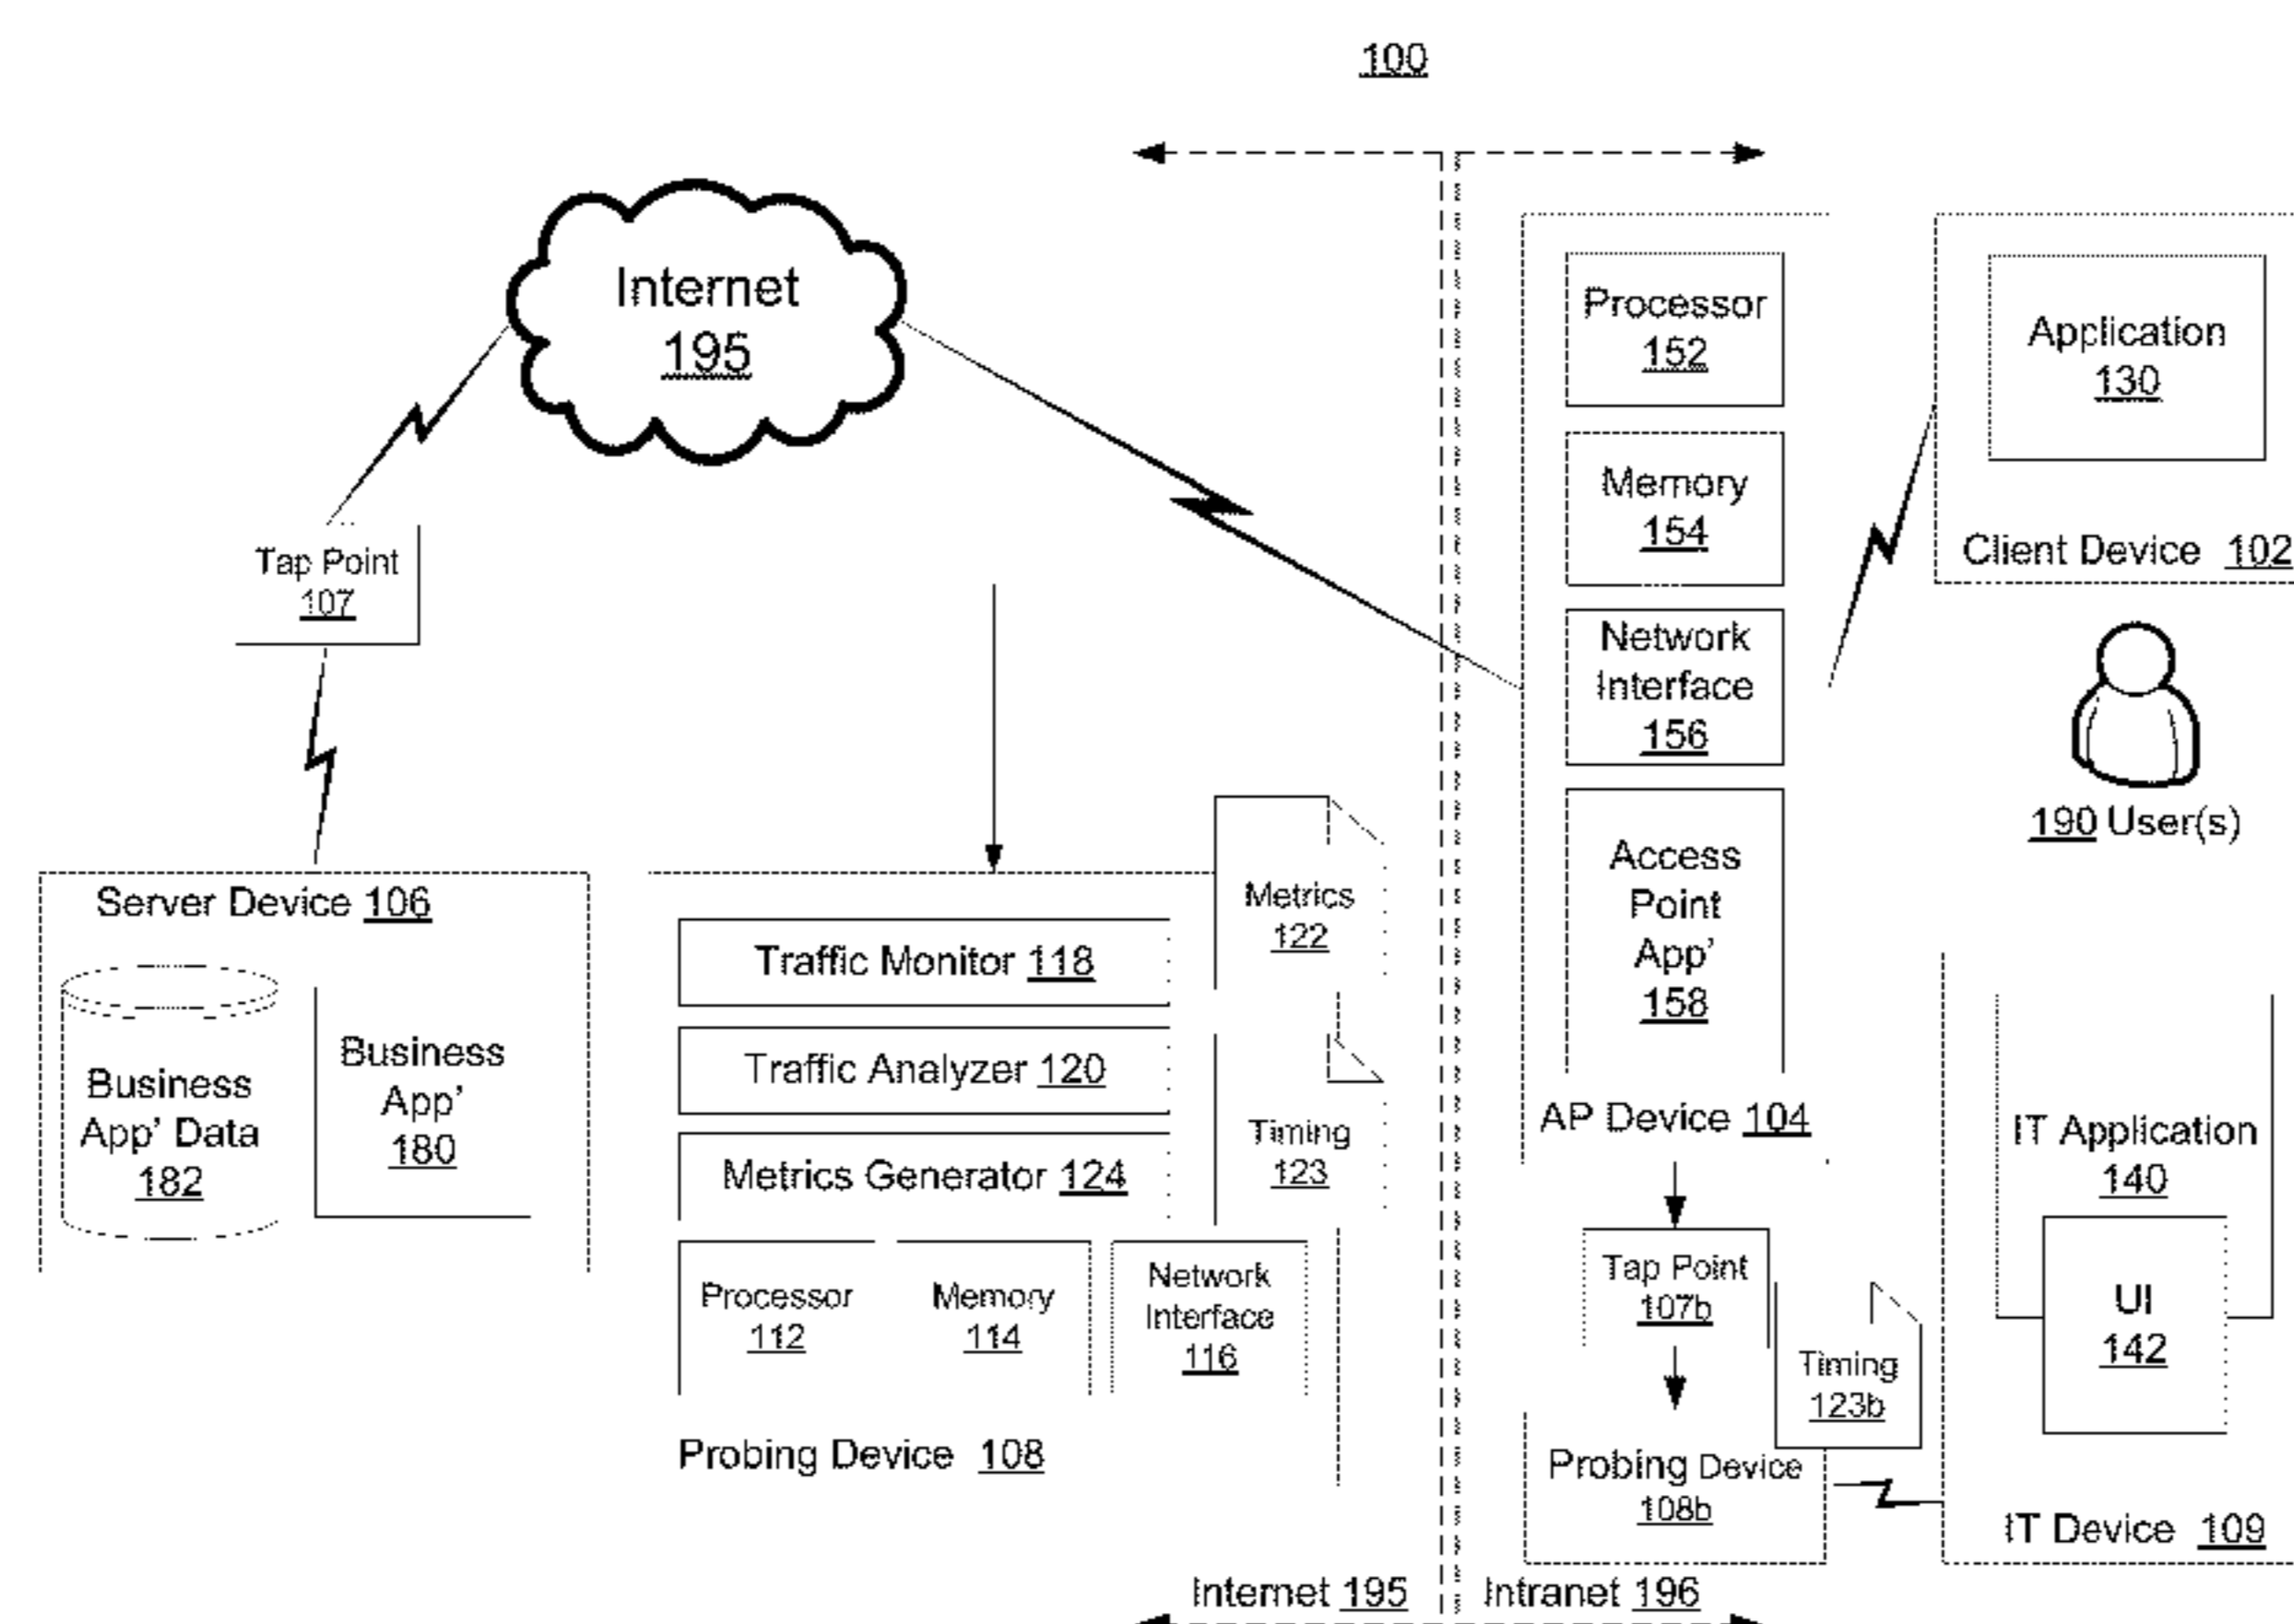 100
Internet
195
Tap Point
107
Server Device 106
Business
App' Data
182
Business
App'
180
Traffic Monitor 118
Traffic Analyzer 120
Metrics Generator 124
Metrics
122
Timing
123
Processor
112
Memory
114
Network
Interface
116
Probing Device 108
Processor
152
Memory
154
Network
Interface
156
Access
Point
App'
158
AP Device 104
Tap Point
107b
Timing
123b
Probing Device
108b
Application
130
Client Device 102
190 User(s)
IT Application
140
UI
142
IT Device 109
Internet 195
Intranet 196